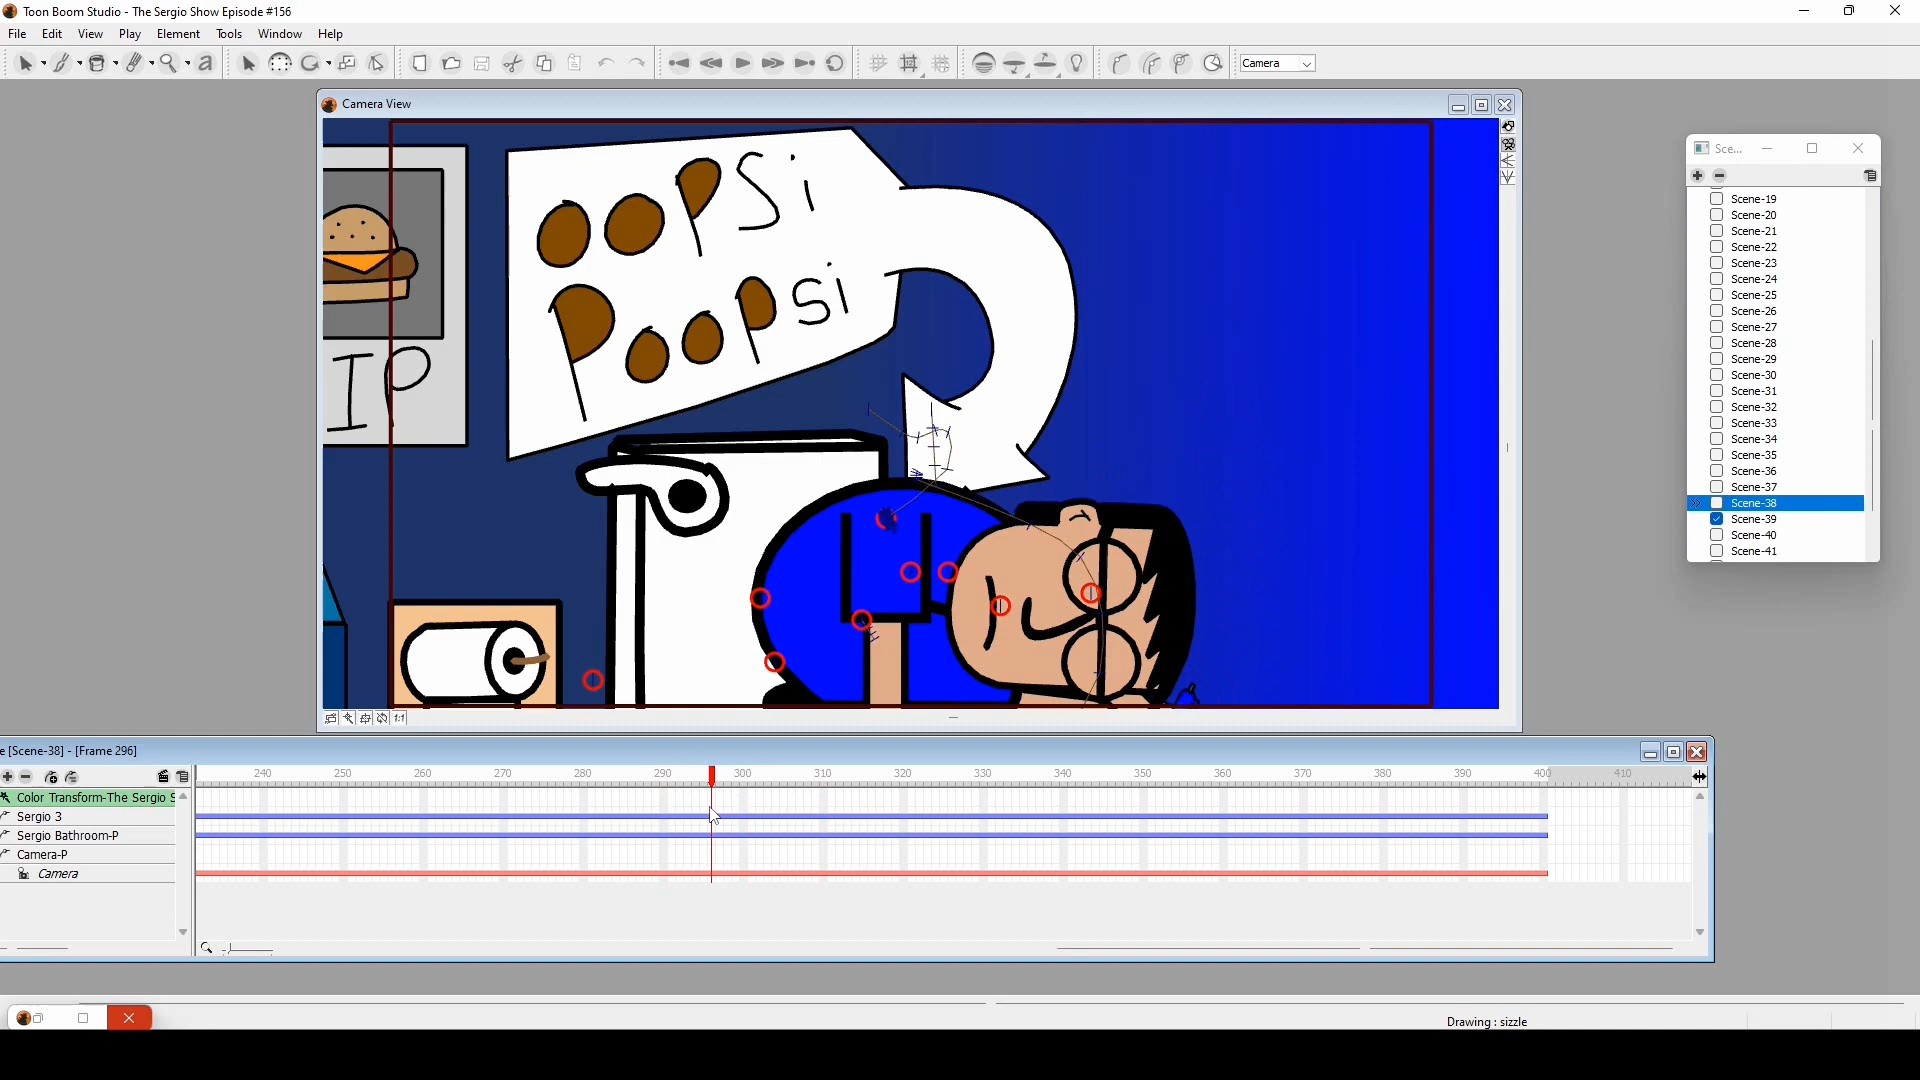 Toon Boom Studio - The Sergio Show Episode #156
File Edit View Play Element Tools Window Help
Camera
Camera View
OOPSi
POOPSi
IP
1:1
Sce...
Scene-19
Scene-20
Scene-21
Scene-22
Scene-23
Scene-24
Scene-25
Scene-26
Scene-27
Scene-28
Scene-29
Scene-30
Scene-31
Scene-32
Scene-33
Scene-34
Scene-35
Scene-36
Scene-37
Scene-38
Scene-39
Scene-40
Scene-41
e [Scene-38] - [Frame 296]
240 250 260 270 280 290 300 310 320 330 340 350 360 370 380 390 400 410
Color Transform-The Sergio S
Sergio 3
Sergio Bathroom-P
Camera-P
Camera
Drawing : sizzle